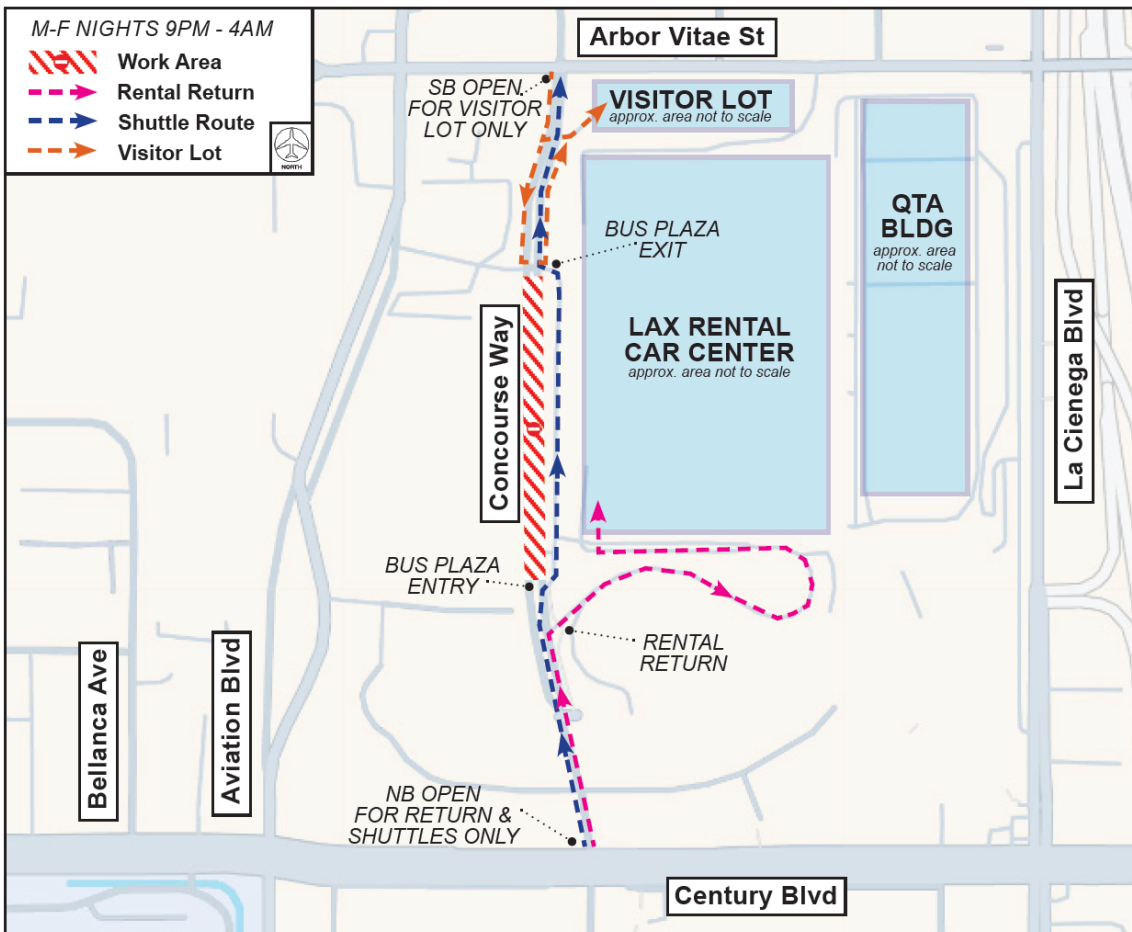 M-F NIGHTS 9PM - 4AM
Work Area
Rental Return
Shuttle Route
Visitor Lot
NORTH
Arbor Vitae St
SB OPEN
FOR VISITOR
LOT ONLY
VISITOR LOT
approx. area not to scale
QTA
BLDG
approx. area
not to scale
BUS PLAZA
EXIT
LAX RENTAL
CAR CENTER
approx. area not to scale
Concourse Way
La Cienega Blvd
BUS PLAZA
ENTRY
RENTAL
RETURN
Bellanca Ave
Aviation Blvd
NB OPEN
FOR RETURN &
SHUTTLES ONLY
Century Blvd